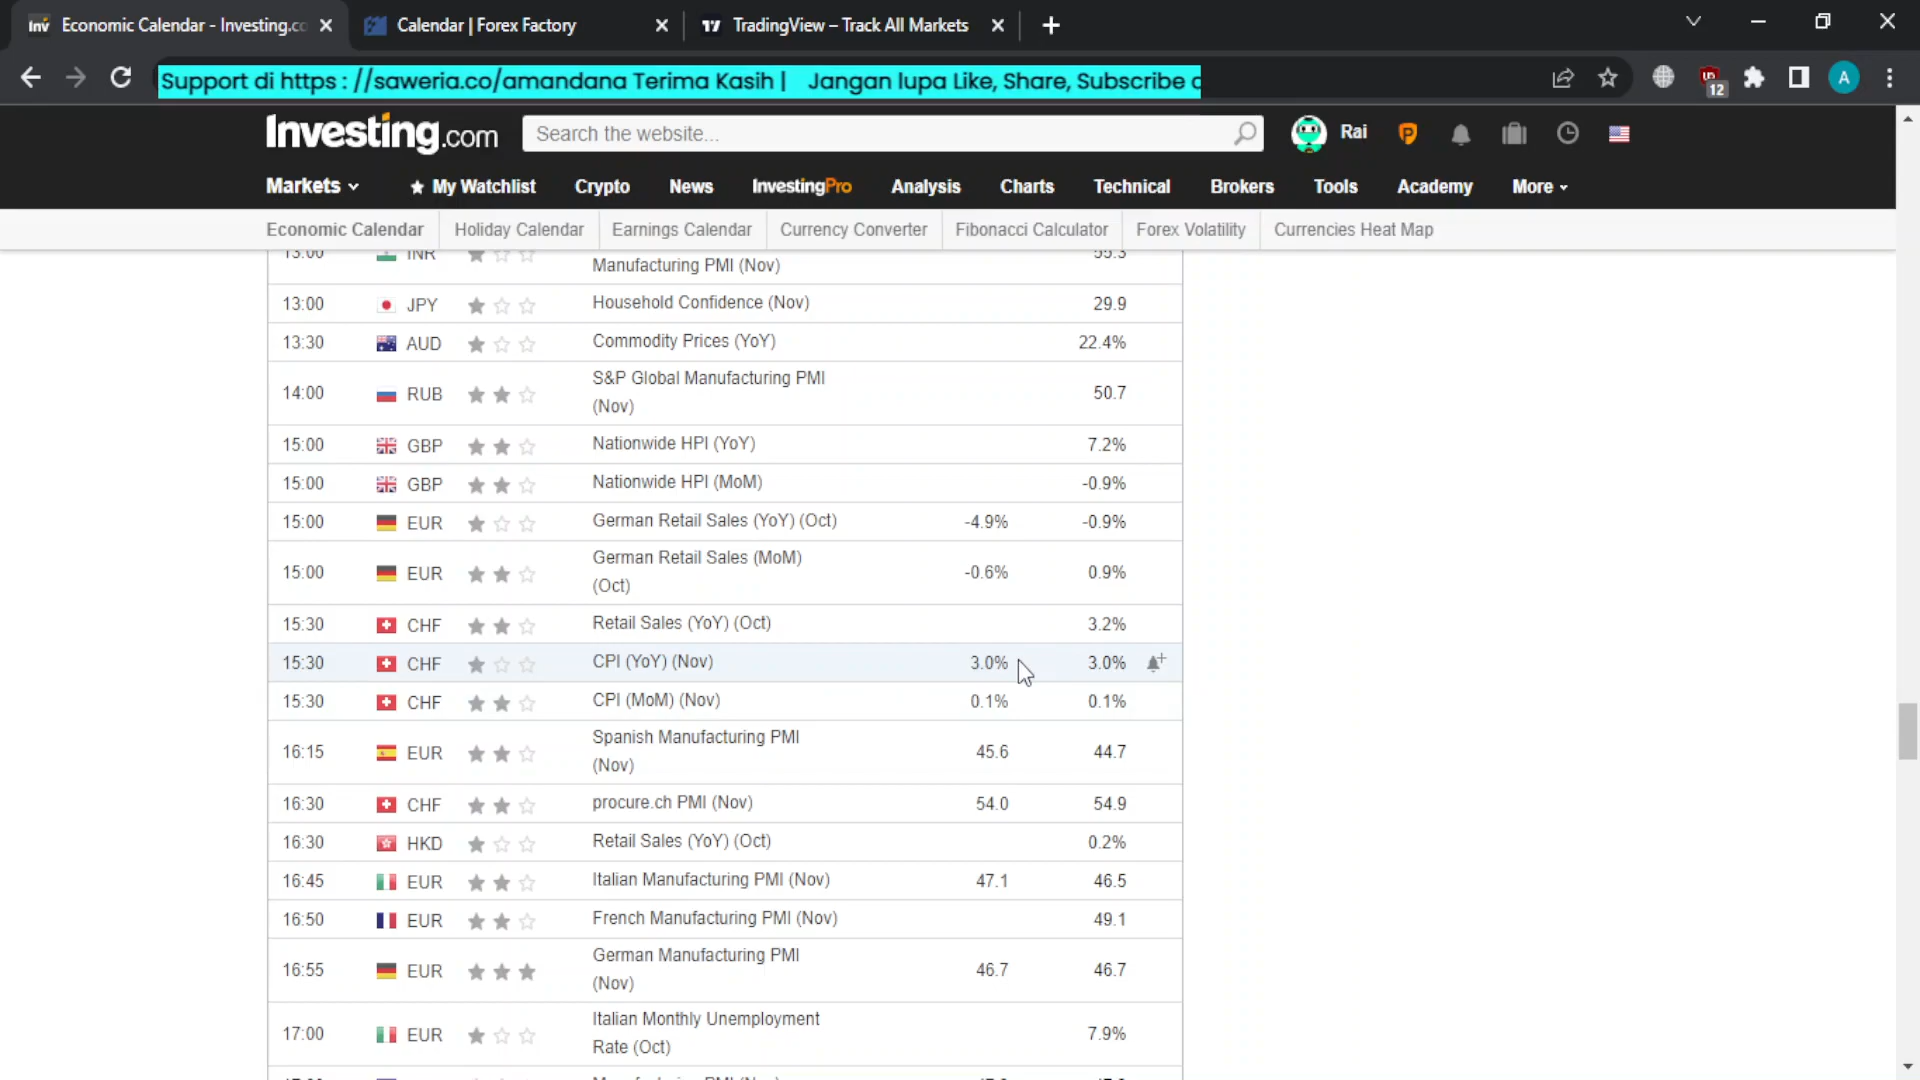 Economic Calendar - Investing.co
Calendar | Forex Factory
TradingView – Track All Markets
Support di https : //saweria.co/amandana Terima Kasih | Jangan lupa Like, Share, Subscribe
12
A
Investing.com
Search the website...
Rai
P
Markets
My Watchlist
Crypto
News
InvestingPro
Analysis
Charts
Technical
Brokers
Tools
Academy
More
Economic Calendar
Holiday Calendar
Earnings Calendar
Currency Converter
Fibonacci Calculator
Forex Volatility
Currencies Heat Map
13:00 INR Manufacturing PMI (Nov) 55.3
13:00 JPY Household Confidence (Nov) 29.9
13:30 AUD Commodity Prices (YoY) 22.4%
14:00 RUB S&P Global Manufacturing PMI 50.7
(Nov)
15:00 GBP Nationwide HPI (YoY) 7.2%
15:00 GBP Nationwide HPI (MoM) -0.9%
15:00 EUR German Retail Sales (YoY) (Oct) -4.9% -0.9%
15:00 EUR German Retail Sales (MoM) -0.6% 0.9%
(Oct)
15:30 CHF Retail Sales (YoY) (Oct) 3.2%
15:30 CHF CPI (YoY) (Nov) 3.0% 3.0%
15:30 CHF CPI (MoM) (Nov) 0.1% 0.1%
16:15 EUR Spanish Manufacturing PMI 45.6 44.7
(Nov)
16:30 CHF procure.ch PMI (Nov) 54.0 54.9
16:30 HKD Retail Sales (YoY) (Oct) 0.2%
16:45 EUR Italian Manufacturing PMI (Nov) 47.1 46.5
16:50 EUR French Manufacturing PMI (Nov) 49.1
16:55 EUR German Manufacturing PMI 46.7 46.7
(Nov)
17:00 EUR Italian Monthly Unemployment 7.9%
Rate (Oct)